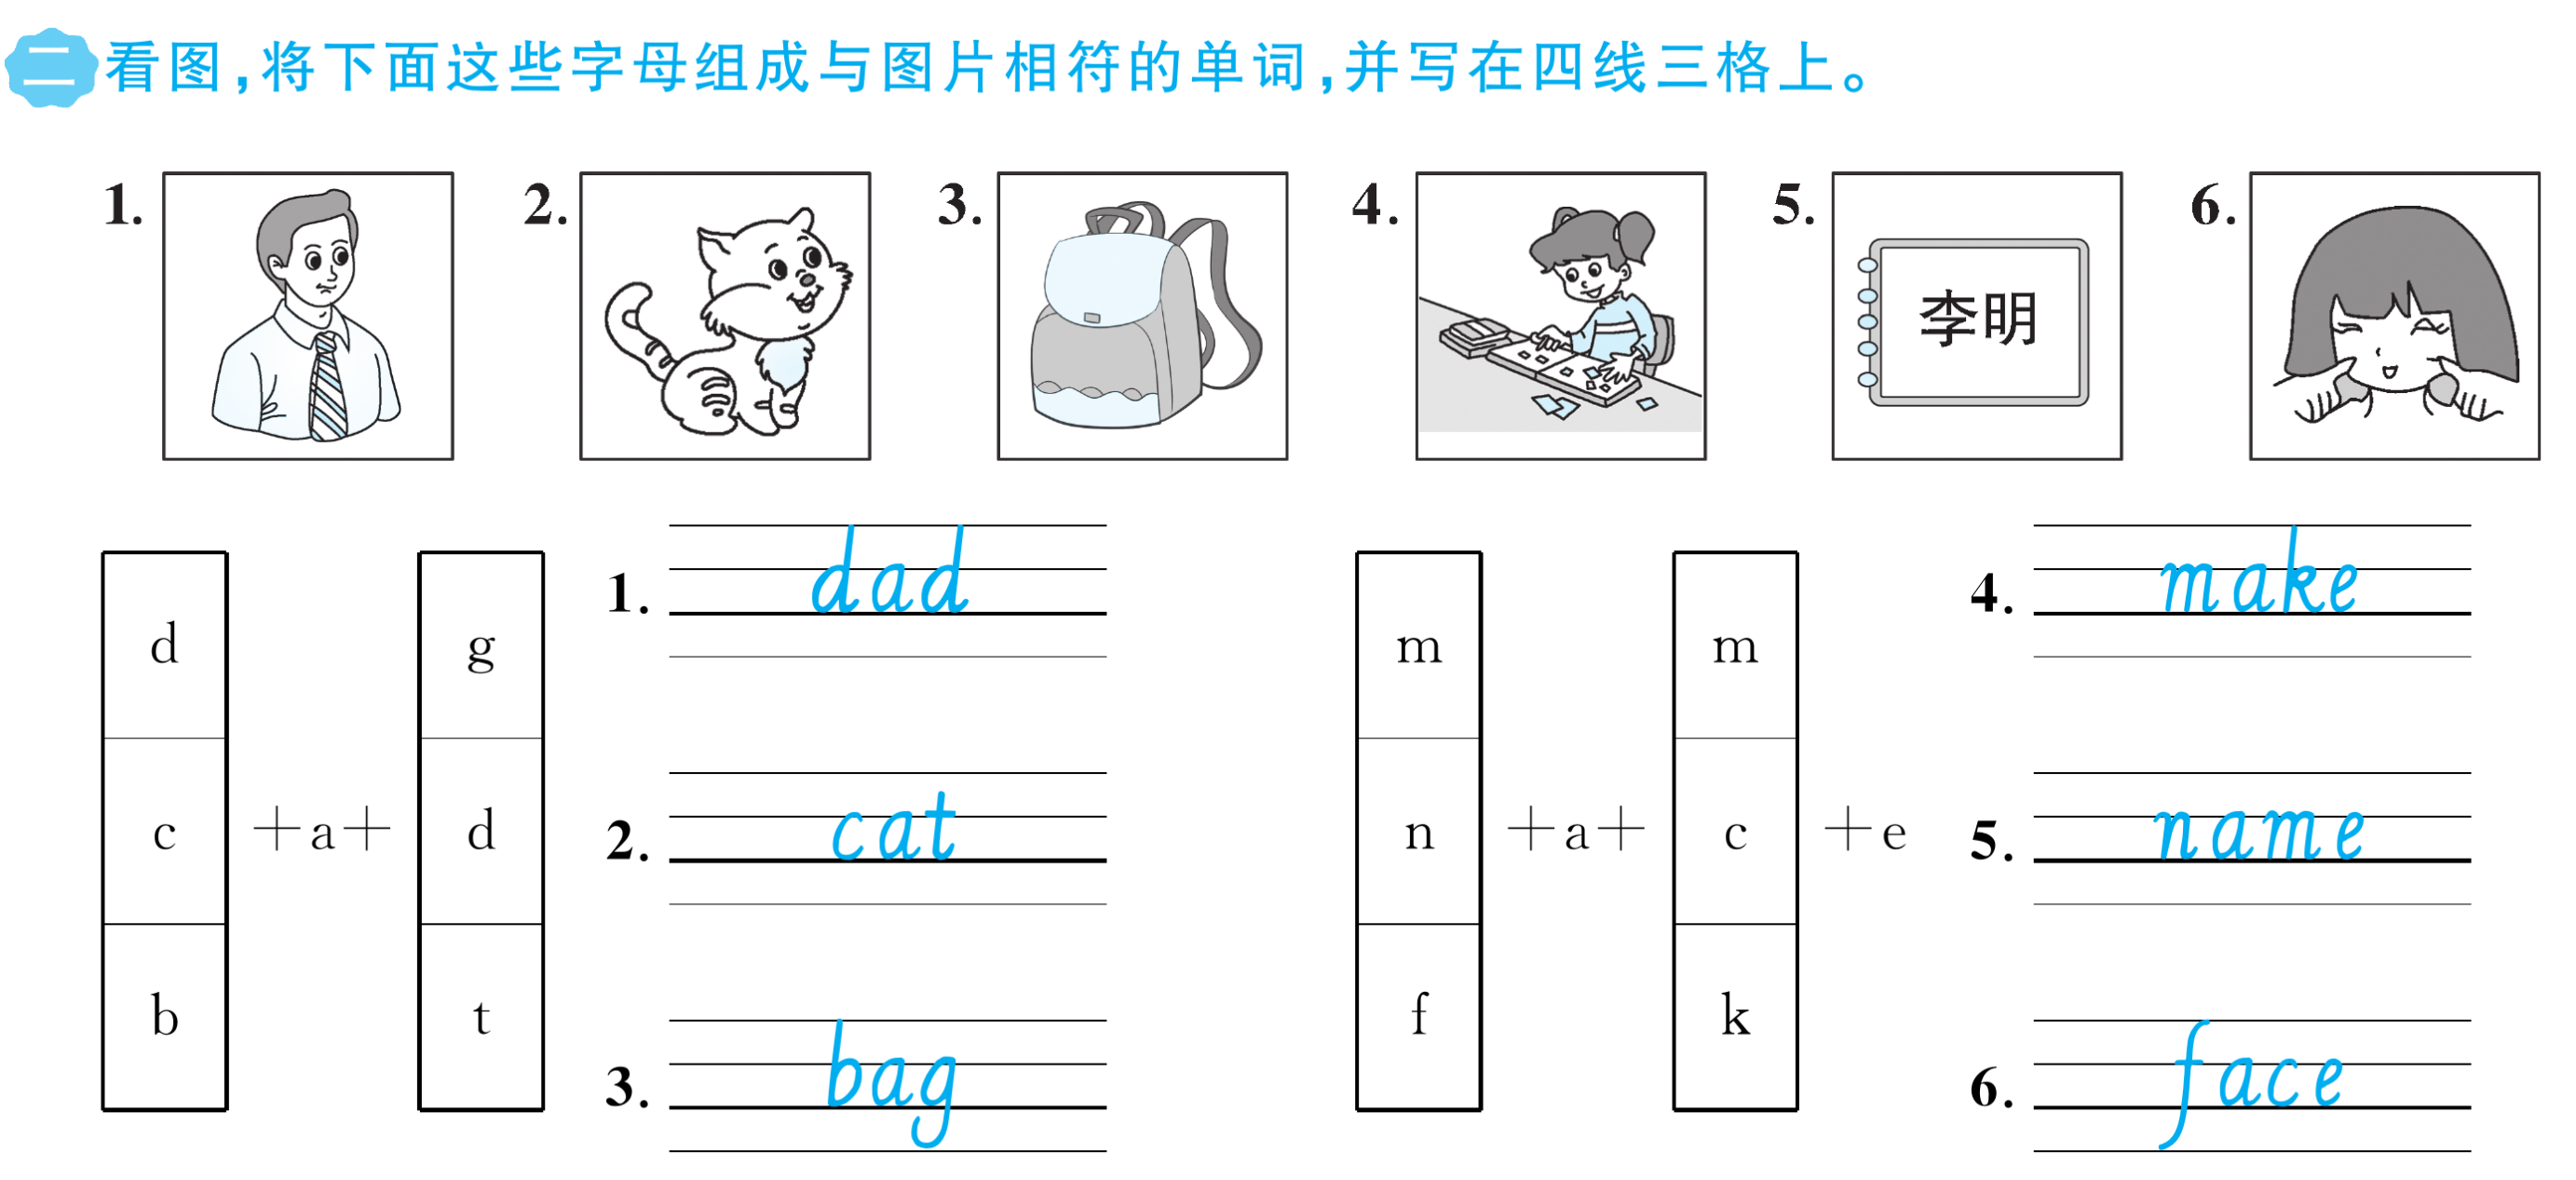 二 看图,将下面这些字母组成与图片相符的单词,并写在四线三格上。
1. 2. 3. 4. 5. 6.
李明
d g 1. dad m m 4. make
c +a+ d 2. cat n +a+ c +e 5. name
b t 3. bag f k 6. face